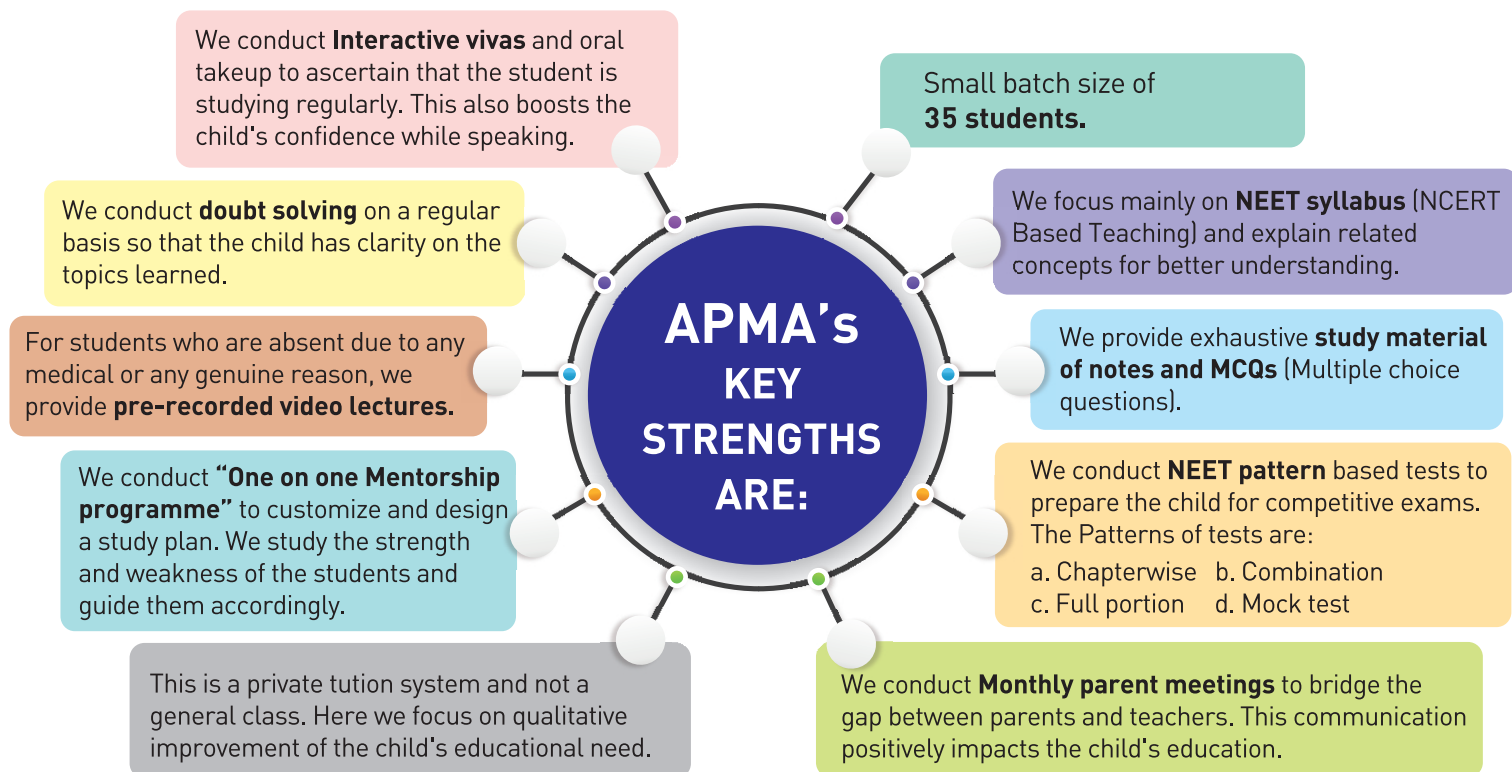 APMA's
KEY
STRENGTHS
ARE:
We conduct Interactive vivas and oral
takeup to ascertain that the student is
studying regularly. This also boosts the
child's confidence while speaking.
We conduct doubt solving on a regular
basis so that the child has clarity on the
topics learned.
For students who are absent due to any
medical or any genuine reason, we
provide pre-recorded video lectures.
We conduct “One on one Mentorship
programme” to customize and design
a study plan. We study the strength
and weakness of the students and
guide them accordingly.
This is a private tution system and not a
general class. Here we focus on qualitative
improvement of the child's educational need.
Small batch size of
35 students.
We focus mainly on NEET syllabus (NCERT
Based Teaching) and explain related
concepts for better understanding.
We provide exhaustive study material
of notes and MCQs (Multiple choice
questions).
We conduct NEET pattern based tests to
prepare the child for competitive exams.
The Patterns of tests are:
a. Chapterwise b. Combination
c. Full portion d. Mock test
We conduct Monthly parent meetings to bridge the
gap between parents and teachers. This communication
positively impacts the child's education.